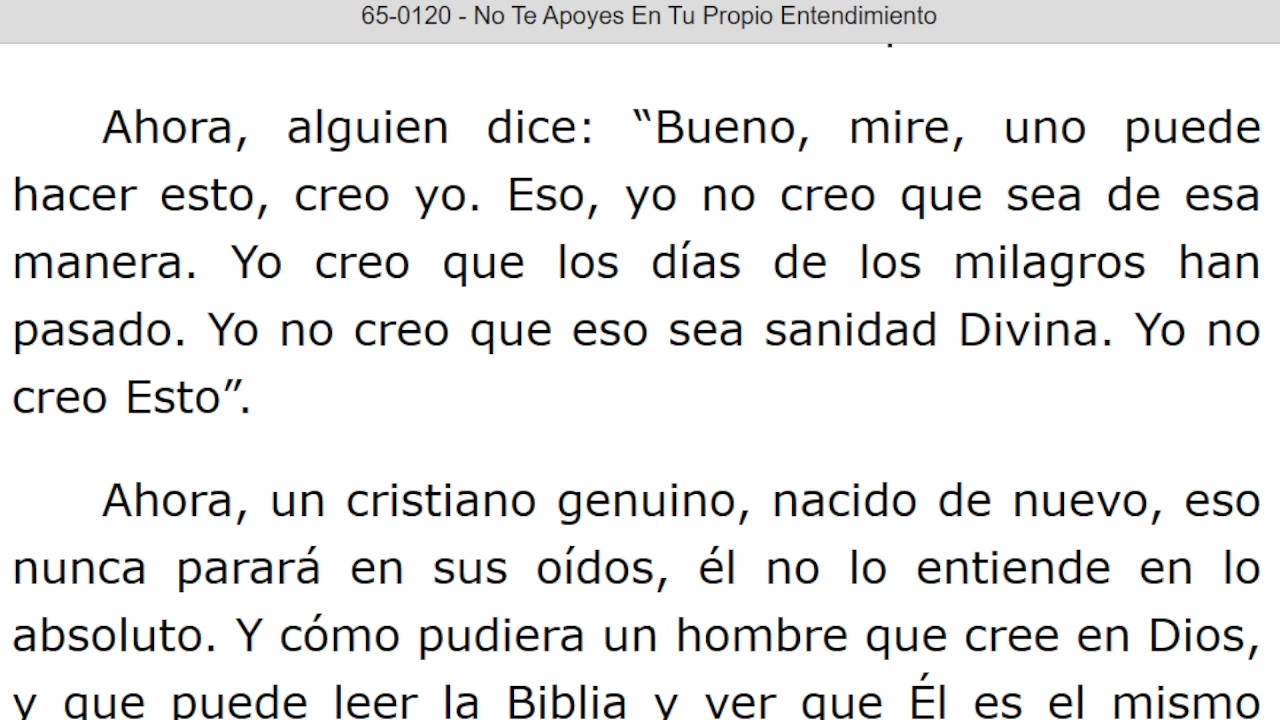 65-0120 - No Te Apoyes En Tu Propio Entendimiento
Ahora, alguien dice: “Bueno, mire, uno puede
hacer esto, creo yo. Eso, yo no creo que sea de esa
manera. Yo creo que los días de los milagros han
pasado. Yo no creo que eso sea sanidad Divina. Yo no
creo Esto”.
Ahora, un cristiano genuino, nacido de nuevo, eso
nunca parará en sus oídos, él no lo entiende en lo
absoluto. Y cómo pudiera un hombre que cree en Dios,
y que puede leer la Biblia y ver que Él es el mismo